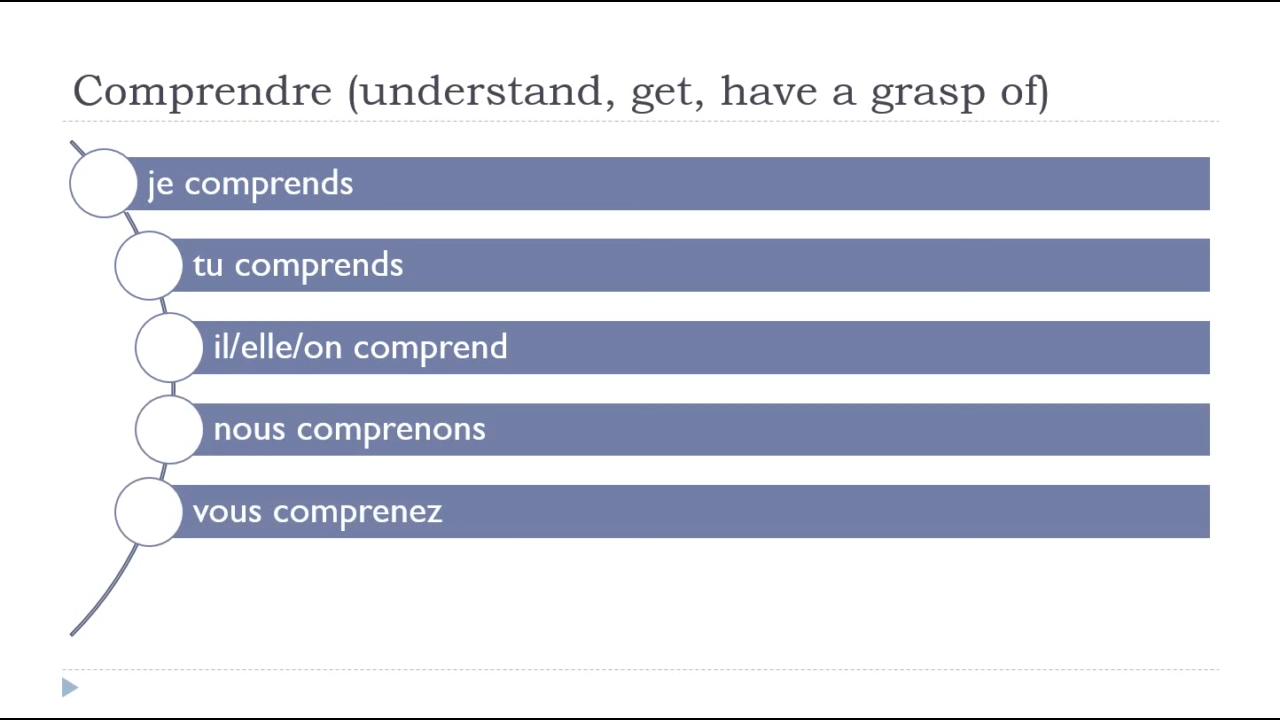 Comprendre (understand, get, have a grasp of)
je comprends
tu comprends
il/elle/on comprend
nous comprenons
vous comprenez